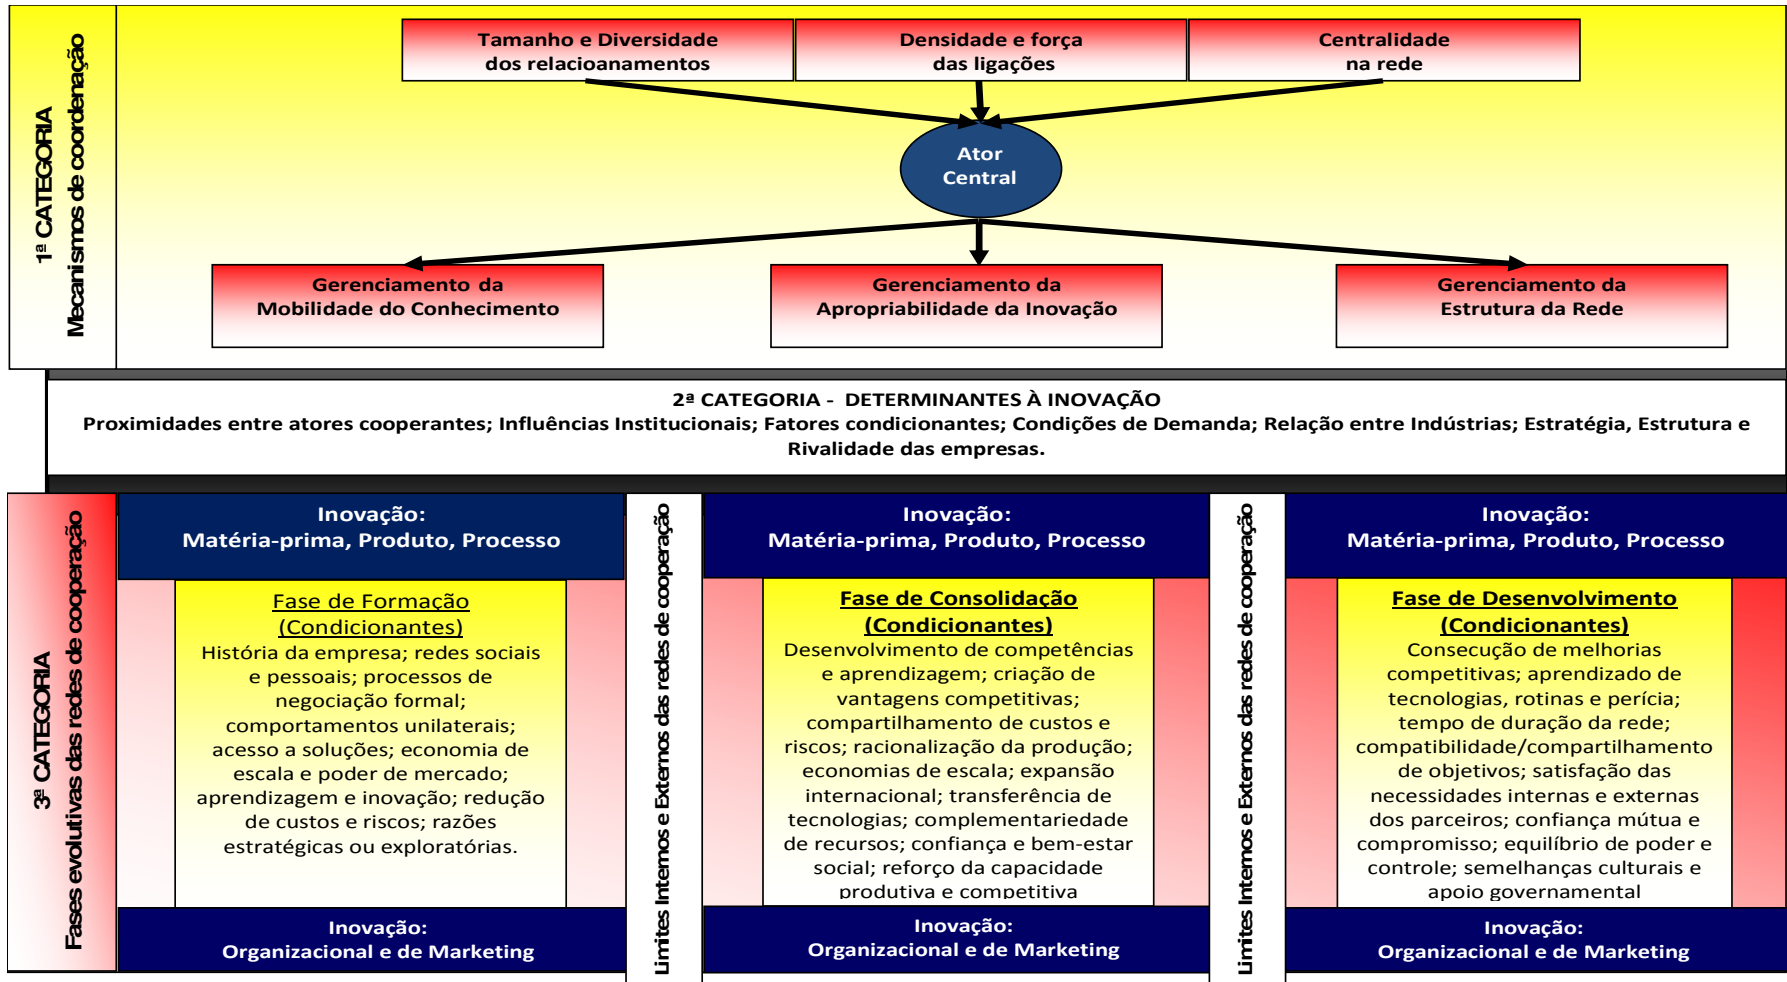 1ª CATEGORIA
Mecanismos de coordenação
Tamanho e Diversidade
dos relacioanamentos
Densidade e força
das ligações
Centralidade
na rede
Ator
Central
Gerenciamento da
Mobilidade do Conhecimento
Gerenciamento da
Apropriabilidade da Inovação
Gerenciamento da
Estrutura da Rede
2ª CATEGORIA - DETERMINANTES À INOVAÇÃO
Proximidades entre atores cooperantes; Influências Institucionais; Fatores condicionantes; Condições de Demanda; Relação entre Indústrias; Estratégia, Estrutura e
Rivalidade das empresas.
3ª CATEGORIA
Fases evolutivas das redes de cooperação
Inovação:
Matéria-prima, Produto, Processo
Fase de Formação
(Condicionantes)
História da empresa; redes sociais
e pessoais; processos de
negociação formal;
comportamentos unilaterais;
acesso a soluções; economia de
escala e poder de mercado;
aprendizagem e inovação; redução
de custos e riscos; razões
estratégicas ou exploratórias.
Inovação:
Organizacional e de Marketing
Limites Internos e Externos das redes de cooperação
Inovação:
Matéria-prima, Produto, Processo
Fase de Consolidação
(Condicionantes)
Desenvolvimento de competências
e aprendizagem; criação de
vantagens competitivas;
compartilhamento de custos e
riscos; racionalização da produção;
economias de escala; expansão
internacional; transferência de
tecnologias; complementariedade
de recursos; confiança e bem-estar
social; reforço da capacidade
produtiva e competitiva
Inovação:
Organizacional e de Marketing
Limites Internos e Externos das redes de cooperação
Inovação:
Matéria-prima, Produto, Processo
Fase de Desenvolvimento
(Condicionantes)
Consecução de melhorias
competitivas; aprendizado de
tecnologias, rotinas e perícia;
tempo de duração da rede;
compatibilidade/compartilhamento
de objetivos; satisfação das
necessidades internas e externas
dos parceiros; confiança mútua e
compromisso; equilíbrio de poder e
controle; semelhanças culturais e
apoio governamental
Inovação:
Organizacional e de Marketing